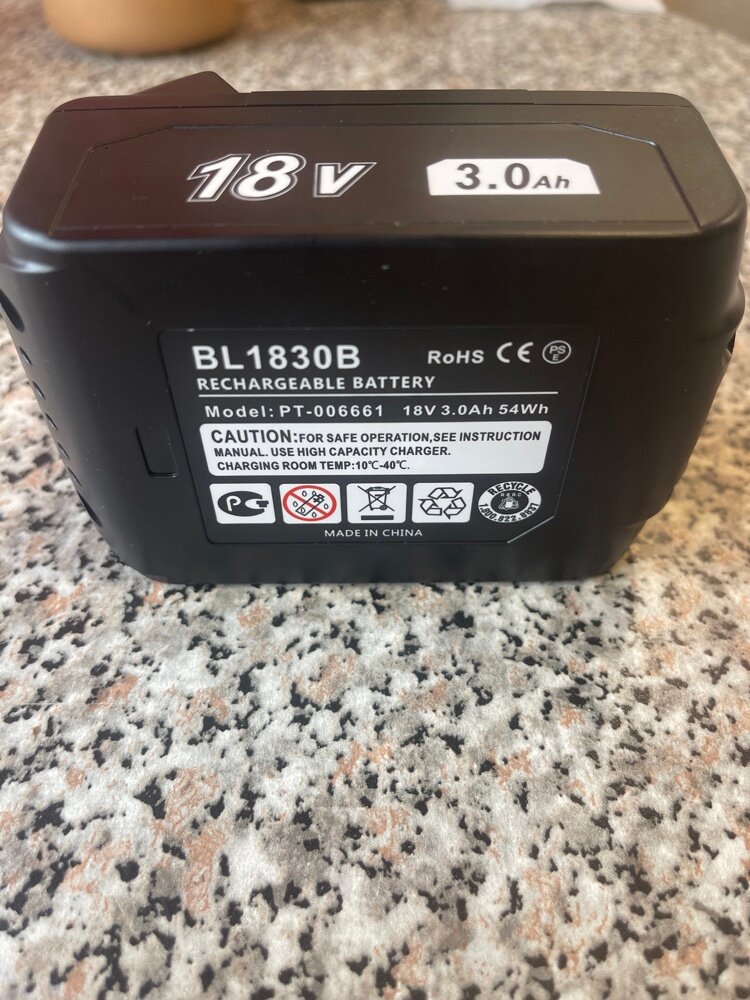 18V 3.0Ah
BL1830B RoHS CE PSE
RECHARGEABLE BATTERY
Model: PT-006661 18V 3.0Ah 54Wh
CAUTION:FOR SAFE OPERATION,SEE INSTRUCTION
MANUAL. USE HIGH CAPACITY CHARGER.
CHARGING ROOM TEMP:10℃-40℃.
RECYCLE
MADE IN CHINA